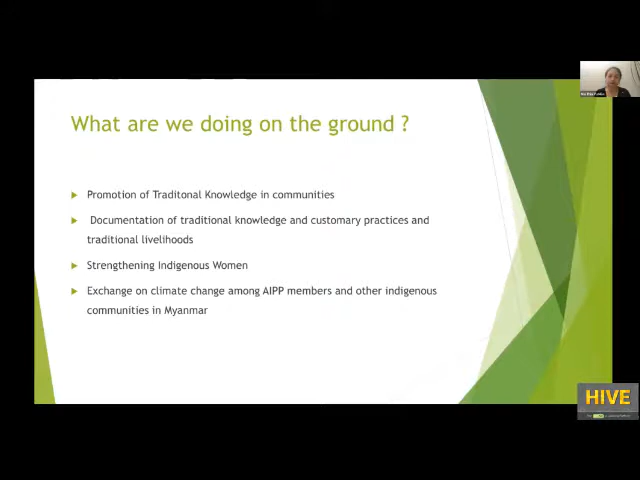 What are we doing on the ground ?
Promotion of Traditonal Knowledge in communities
Documentation of traditional knowledge and customary practices and
traditional livelihoods
Strengthening Indigenous Women
Exchange on climate change among AIPP members and other indigenous
communities in Myanmar
HIVE